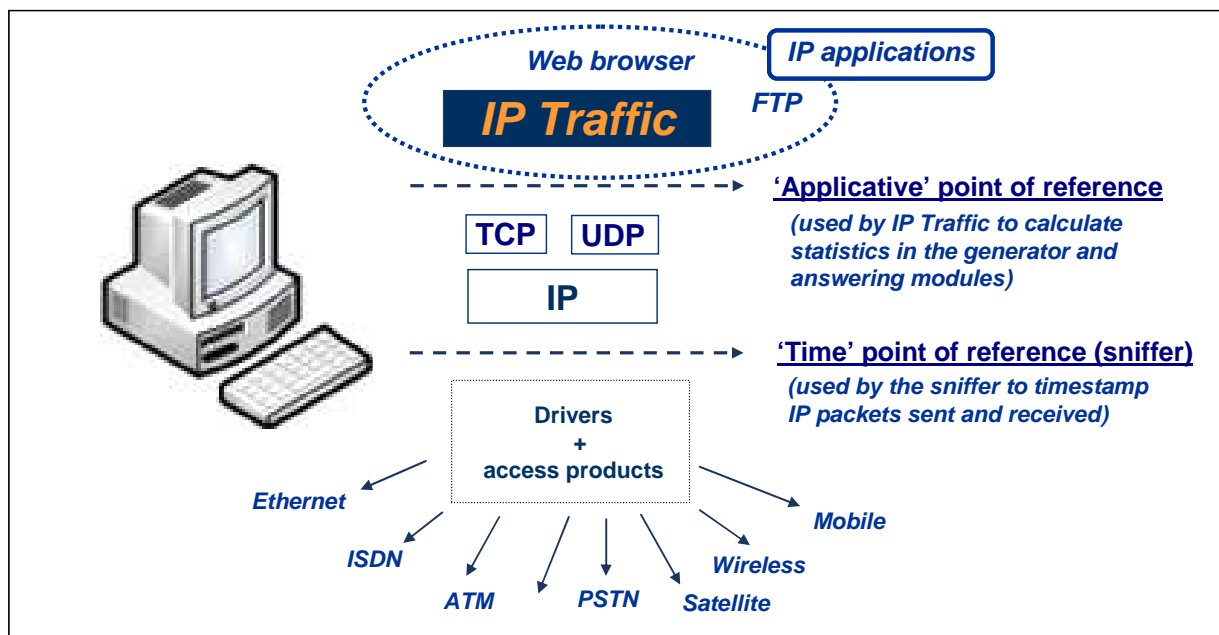 Web browser
IP applications
IP Traffic
FTP
'Applicative' point of reference
(used by IP Traffic to calculate
statistics in the generator and
answering modules)
TCP
UDP
IP
'Time' point of reference (sniffer)
(used by the sniffer to timestamp
IP packets sent and received)
Drivers
+
access products
Ethernet
Mobile
ISDN
Wireless
ATM
PSTN
Satellite